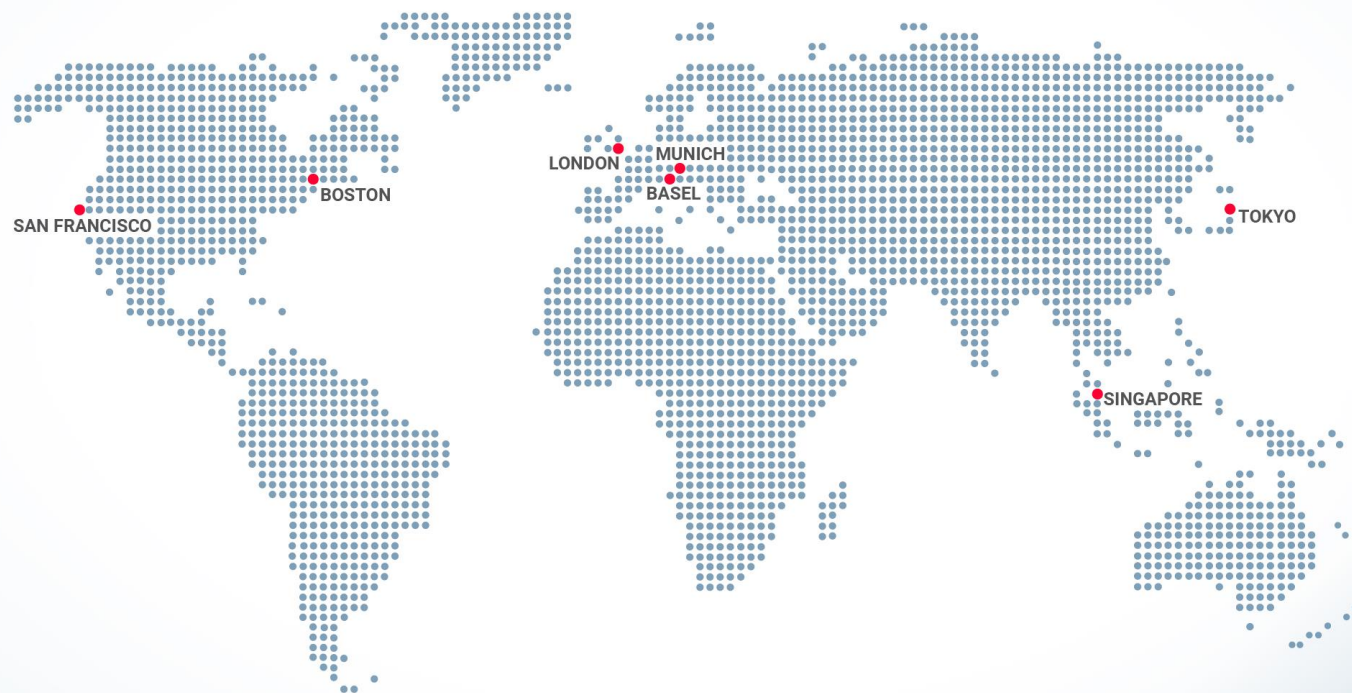 LONDON
MUNICH
BASEL
BOSTON
SAN FRANCISCO
TOKYO
SINGAPORE